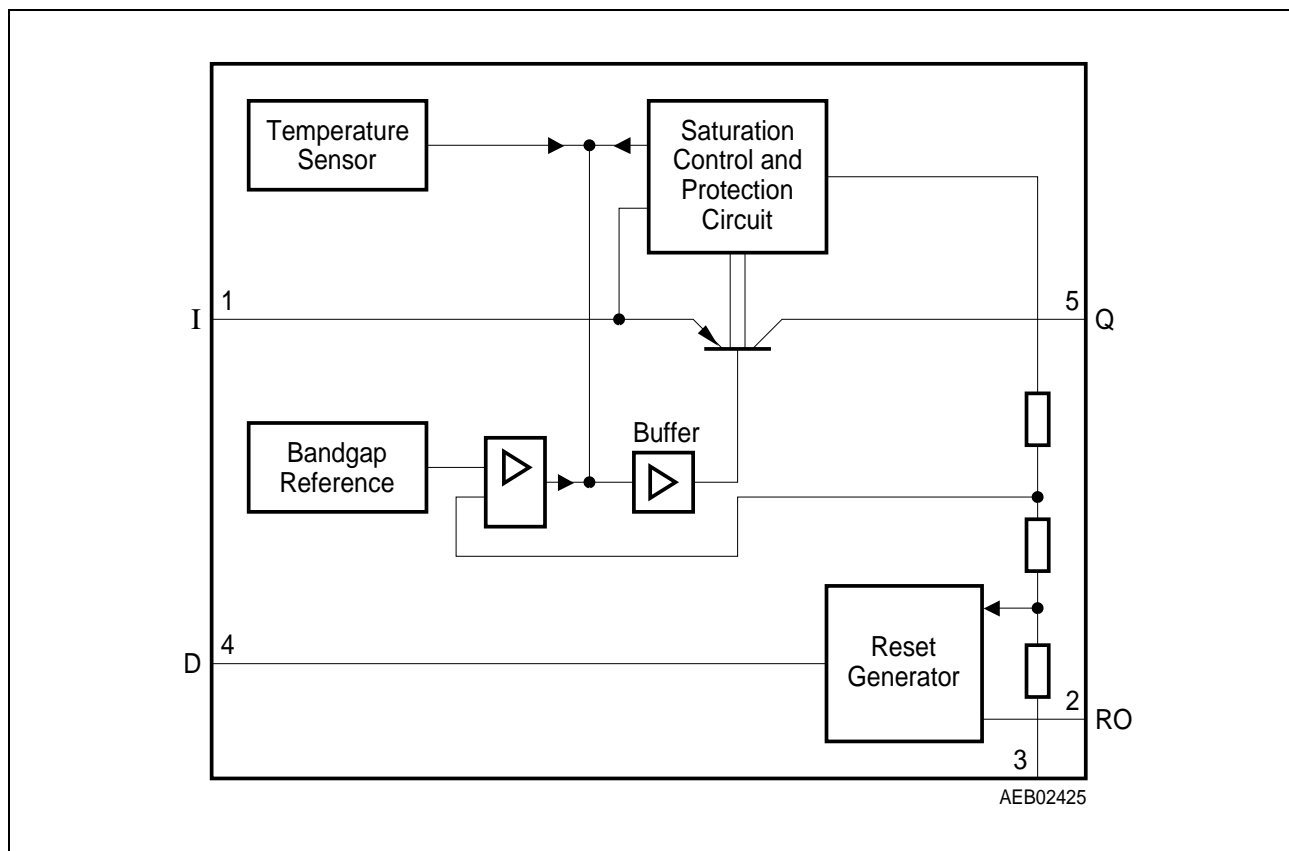 Temperature
Sensor
Saturation
Control and
Protection
Circuit
1
I
5
Q
Bandgap
Reference
Buffer
4
D
Reset
Generator
2
RO
3
AEB02425